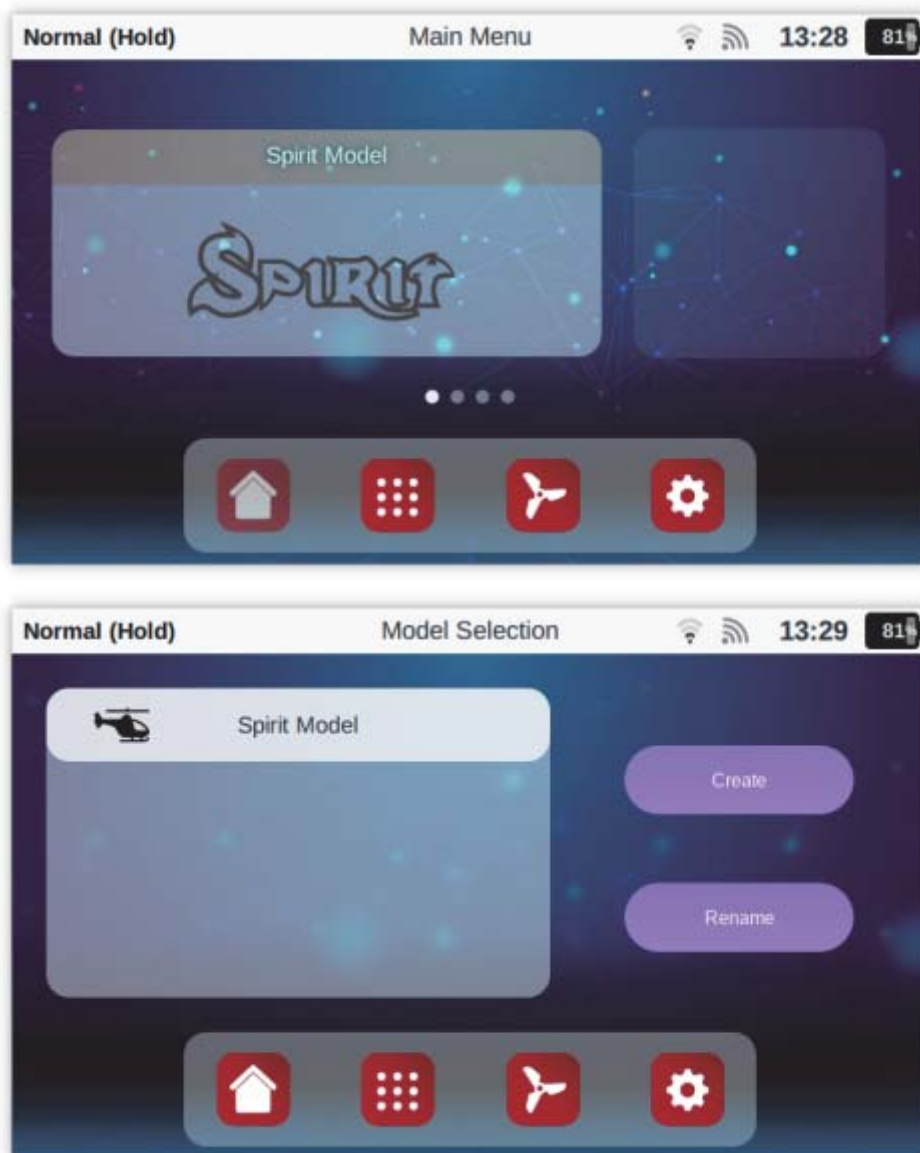 Normal (Hold) Main Menu 13:28 81%
Spirit Model
SPIRIT
Normal (Hold) Model Selection 13:29 81%
Spirit Model
Create
Rename